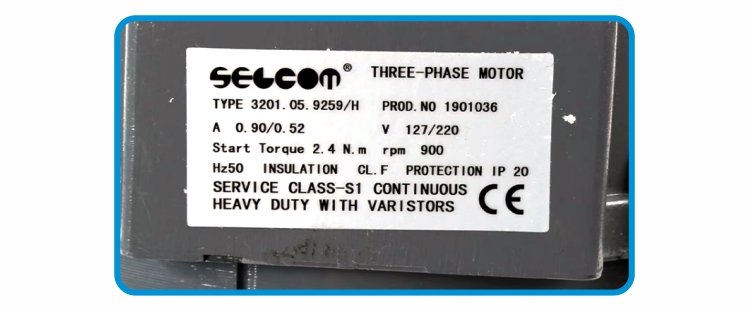 SELCOM® THREE-PHASE MOTOR
TYPE 3201.05.9259/H PROD.NO 1901036
A 0.90/0.52 V 127/220
Start Torque 2.4 N.m rpm 900
Hz50 INSULATION CL.F PROTECTION IP 20
SERVICE CLASS-S1 CONTINUOUS
HEAVY DUTY WITH VARISTORS CE